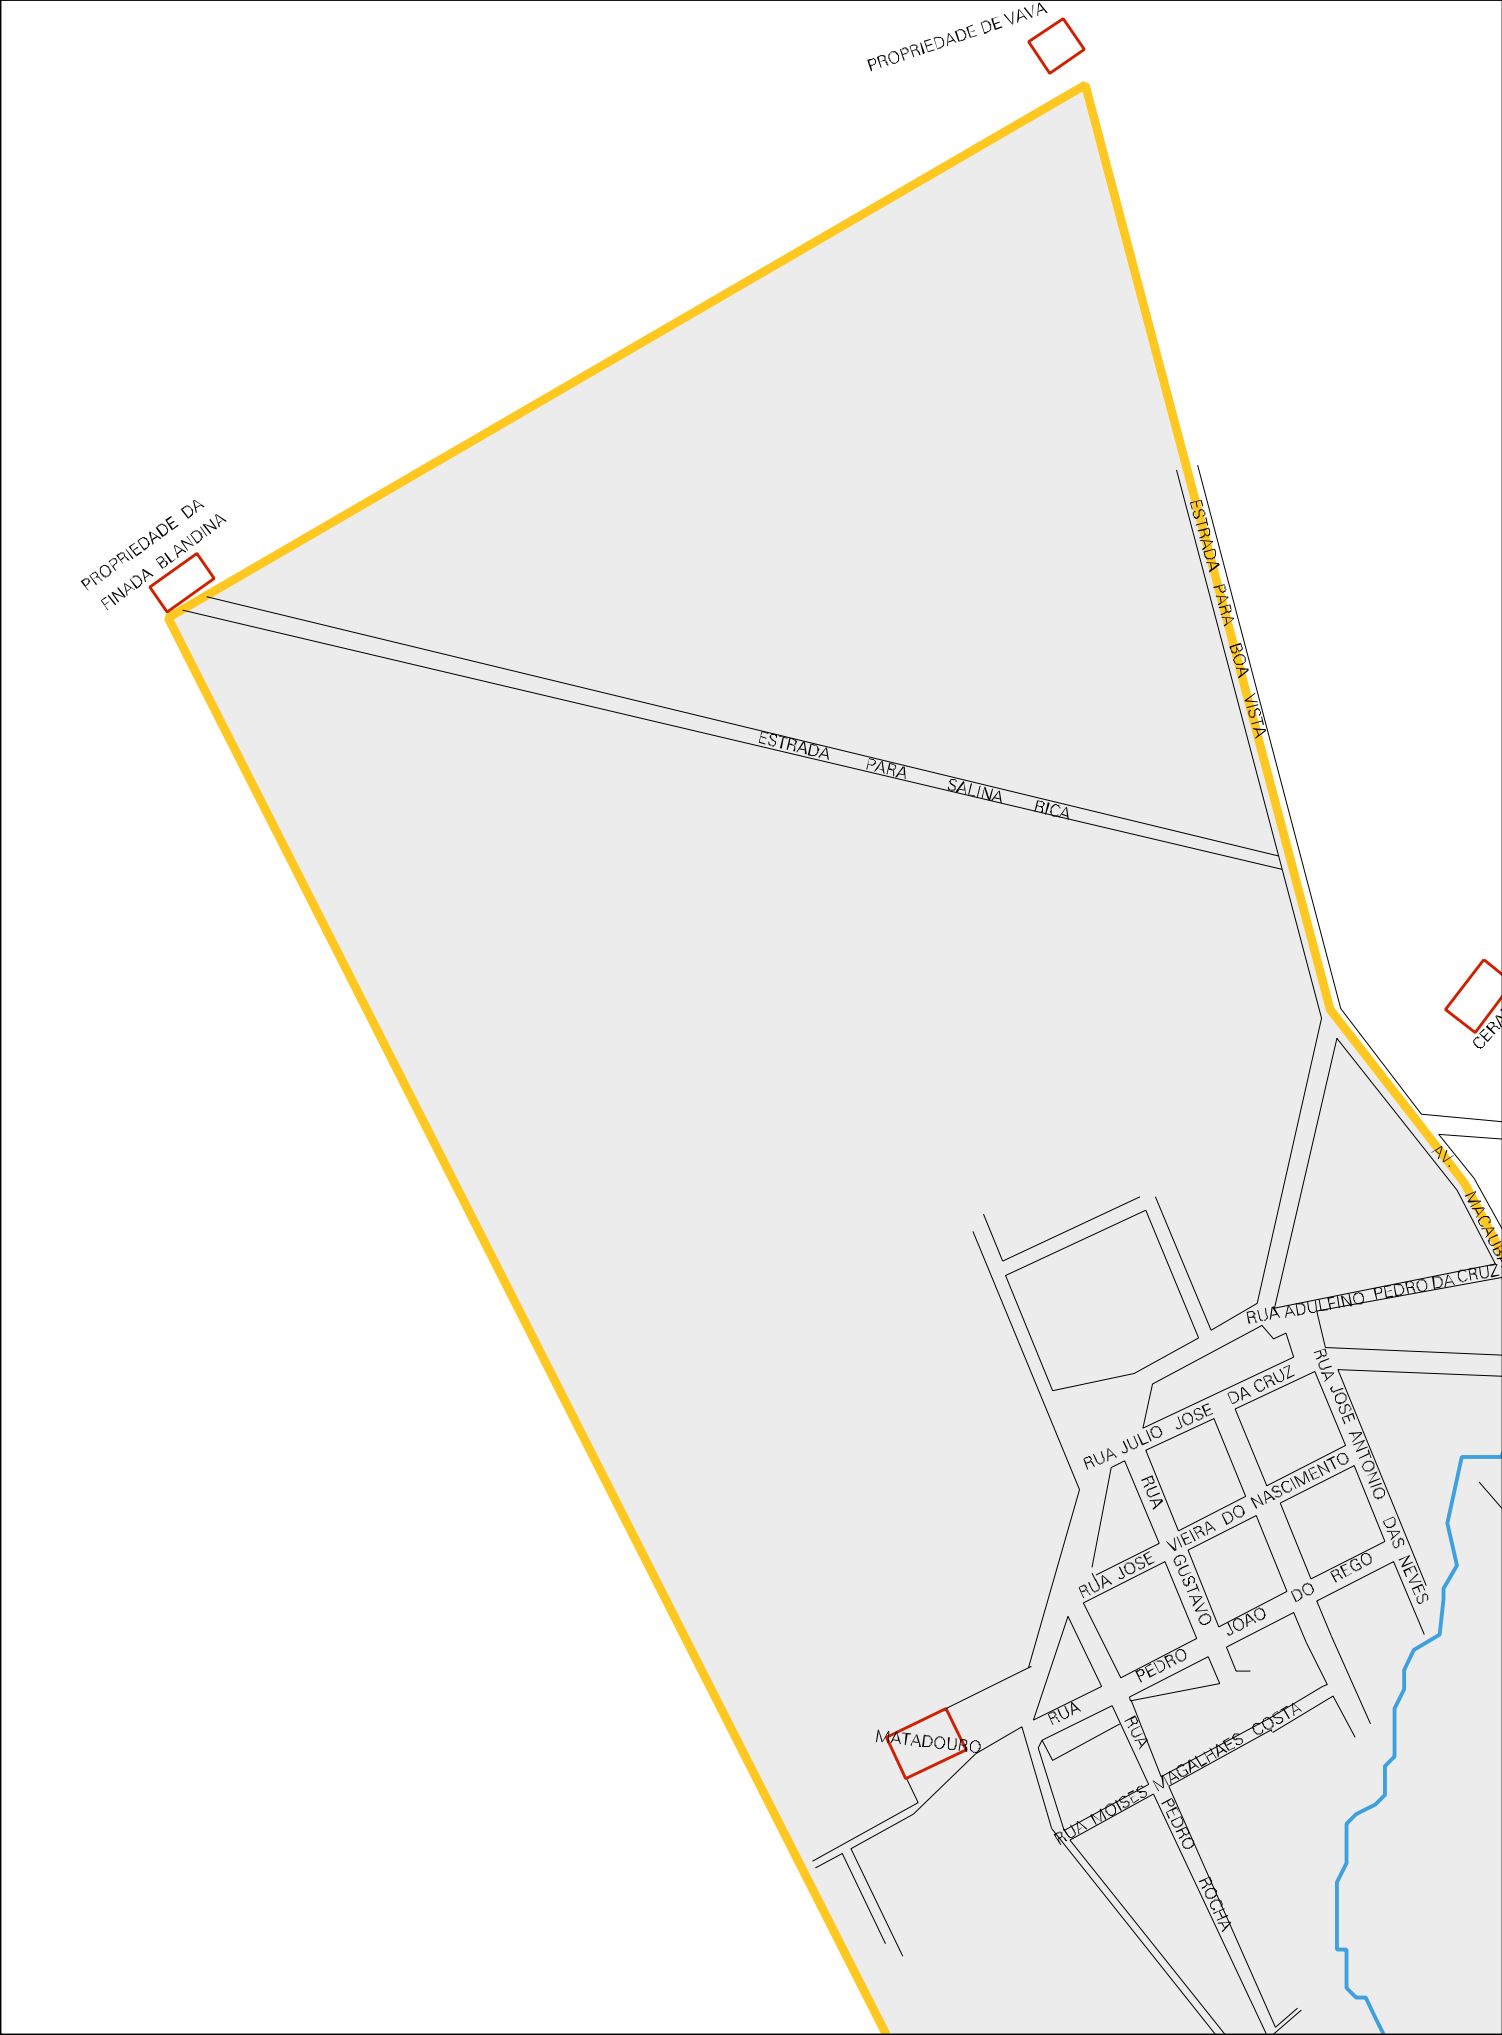 PROPRIEDADE DE VAVA
PROPRIEDADE DA
FINADA BLANDINA
ESTRADA PARA BOA VISTA
ESTRADA PARA SALINA RICA
AV.
RUA ADULFINO PEDRO DA CRUZ
RUA JULIO JOSE DA CRUZ
RUA JOSE ANTONIO DAS NEVES
RUA GUSTAVO
RUA JOSE VIEIRA DO NASCIMENTO
RUA PEDRO JOAO DO REGO
MATADOURO
RUA MOISES MAGALHAES COSTA
RUA PEDRO ROCHA